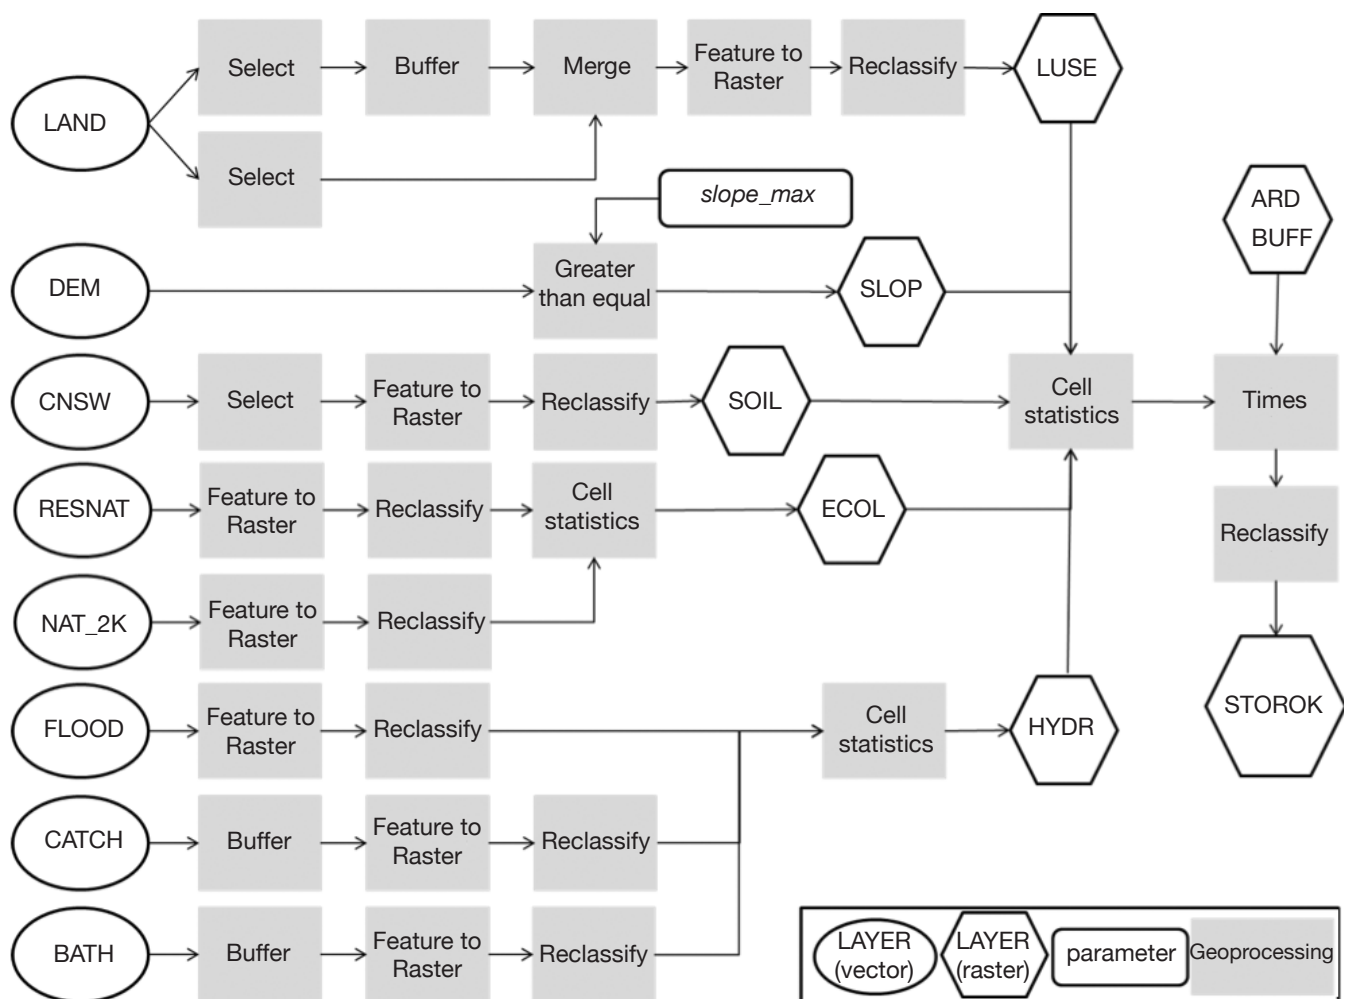 LAND
Select
Buffer
Merge
Feature to
Raster
Reclassify
LUSE
Select
slope_max
ARD
BUFF
DEM
Greater
than equal
SLOP
CNSW
Select
Feature to
Raster
Reclassify
SOIL
Cell
statistics
Times
RESNAT
Feature to
Raster
Reclassify
Cell
statistics
ECOL
Reclassify
NAT_2K
Feature to
Raster
Reclassify
FLOOD
Feature to
Raster
Reclassify
Cell
statistics
HYDR
STOROK
CATCH
Buffer
Feature to
Raster
Reclassify
BATH
Buffer
Feature to
Raster
Reclassify
LAYER
(vector)
LAYER
(raster)
parameter
Geoprocessing